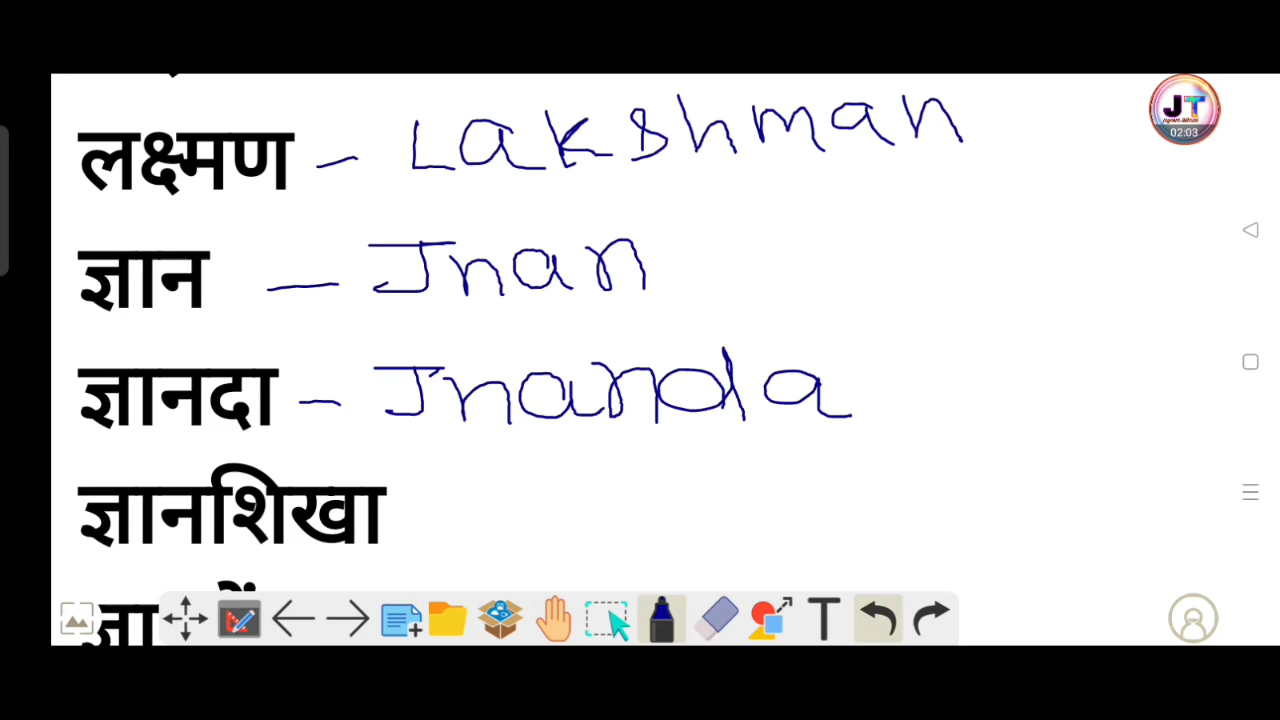 लक्ष्मण - Lakshman
ज्ञान - Jnan
ज्ञानदा - Jnanda
ज्ञानशिखा
JT
02:03
T